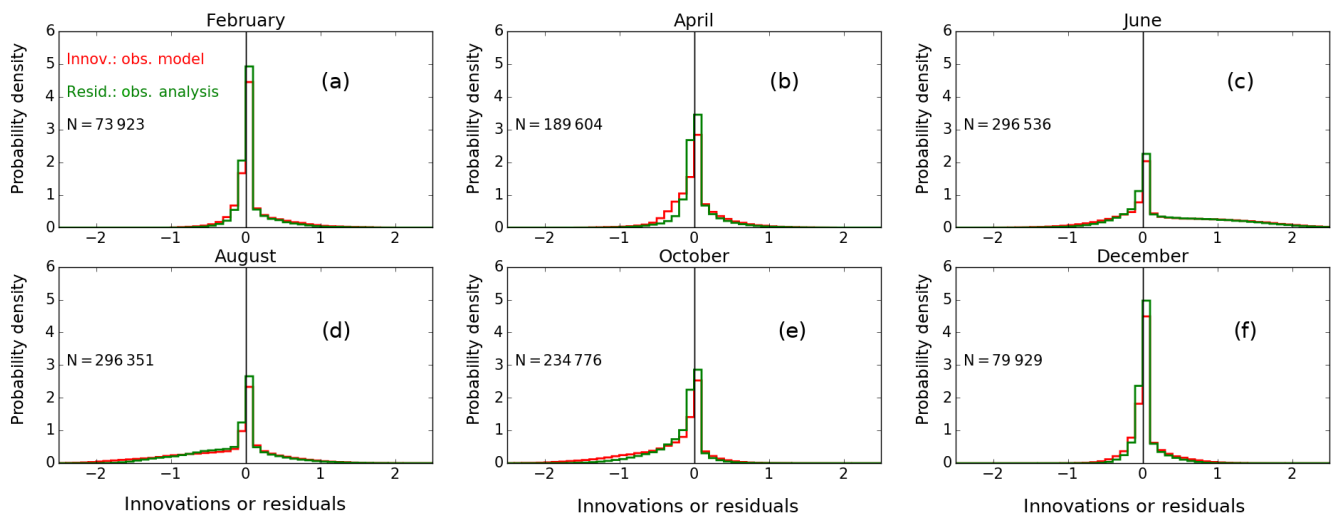 February
April
June
Probability density
6
5
4
3
2
1
0
Innov.: obs. model
Resid.: obs. analysis
N = 73 923
(a)
−2 −1 0 1 2
Probability density
6
5
4
3
2
1
0
N = 189 604
(b)
−2 −1 0 1 2
Probability density
6
5
4
3
2
1
0
N = 296 536
(c)
−2 −1 0 1 2
August
October
December
Probability density
6
5
4
3
2
1
0
N = 296 351
(d)
−2 −1 0 1 2
Innovations or residuals
Probability density
6
5
4
3
2
1
0
N = 234 776
(e)
−2 −1 0 1 2
Innovations or residuals
Probability density
6
5
4
3
2
1
0
N = 79 929
(f)
−2 −1 0 1 2
Innovations or residuals